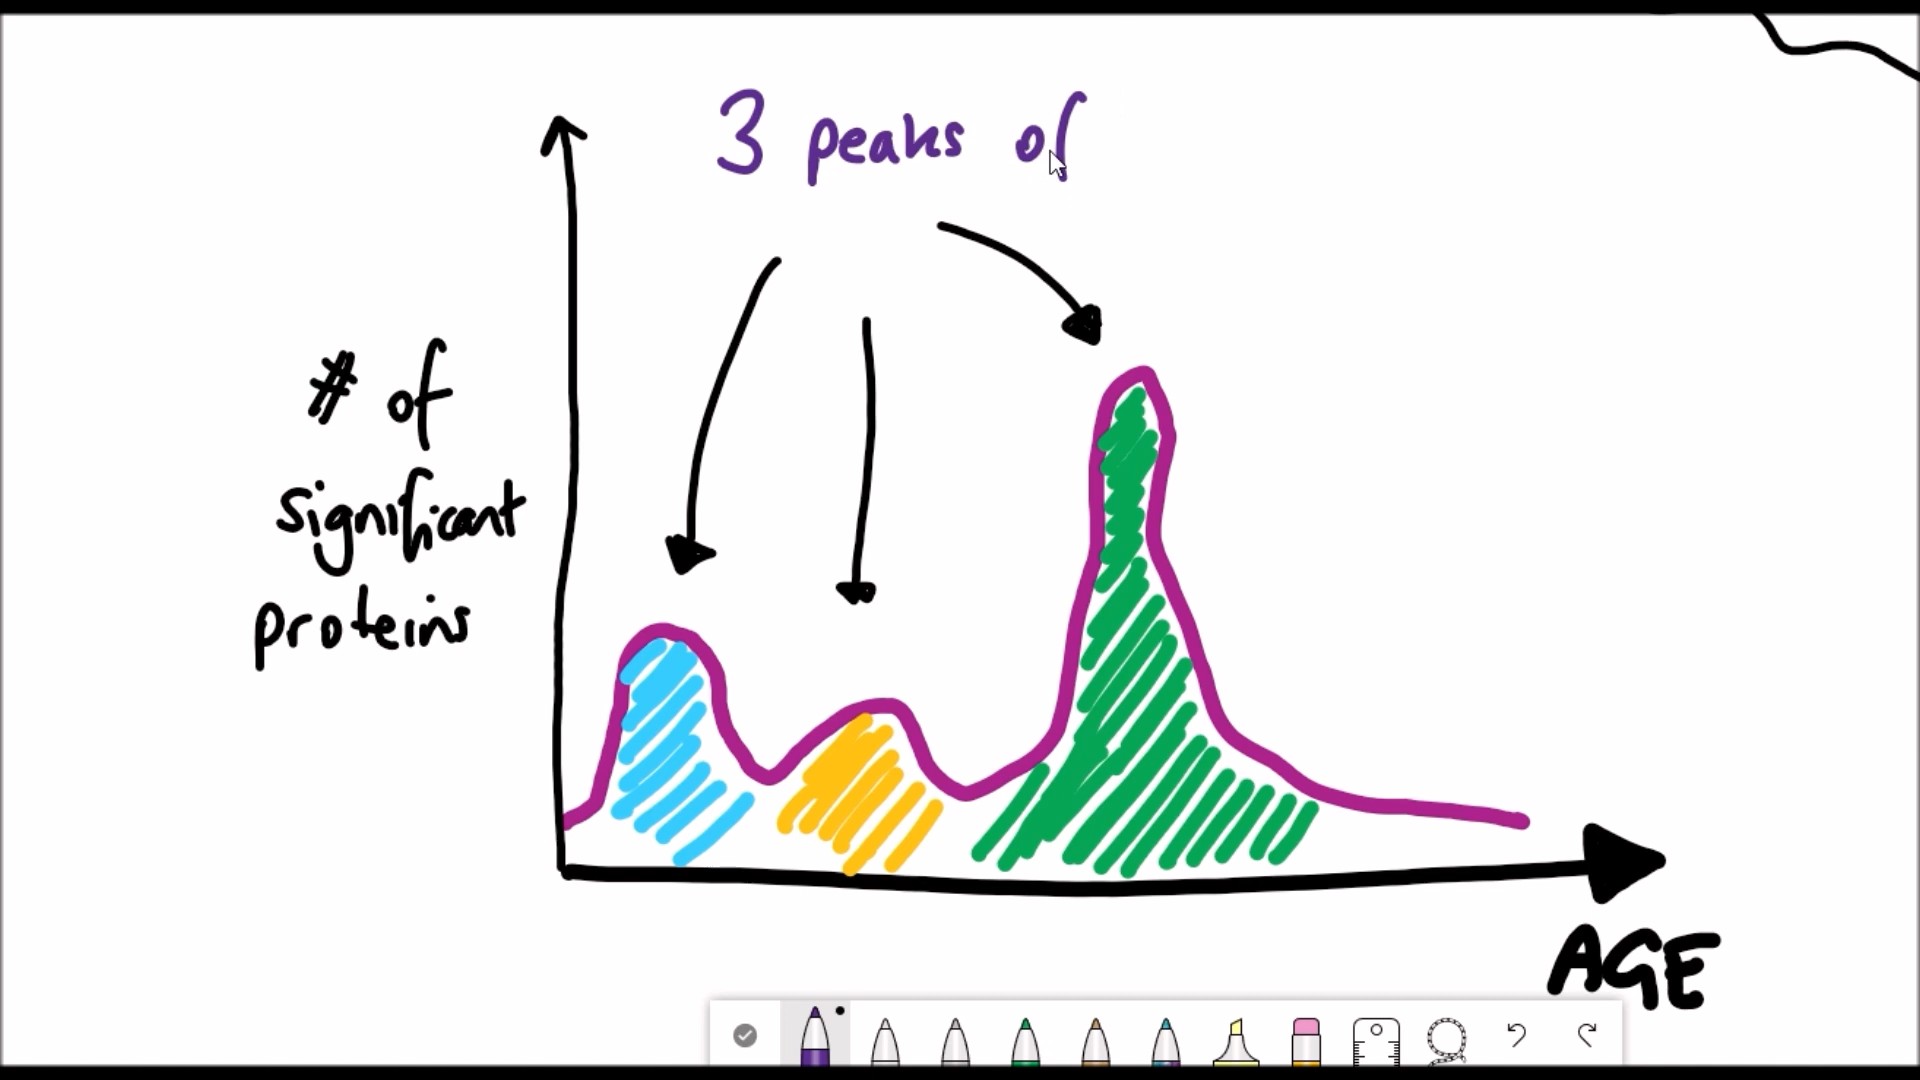 3 peaks of
# of
significant
proteins
AGE